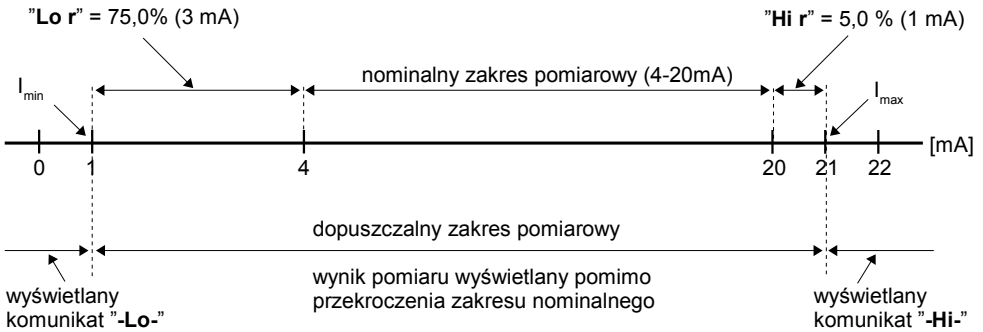 "Lo r" = 75,0% (3 mA)
"Hi r" = 5,0 % (1 mA)
nominalny zakres pomiarowy (4-20mA)
Imin
Imax
[mA]
0 1 4 20 21 22
dopuszczalny zakres pomiarowy
wynik pomiaru wyświetlany pomimo
przekroczenia zakresu nominalnego
wyświetlany
komunikat "-Lo-"
wyświetlany
komunikat "-Hi-"